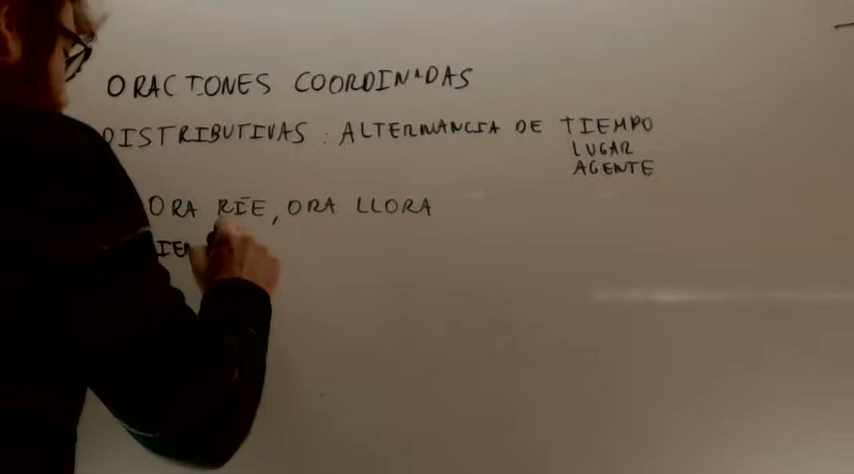 ORACIONES COORDINADAS
DISTRIBUTIVAS : ALTERNANCIA DE TIEMPO
LUGAR
AGENTE
ORA RÍE, ORA LLORA